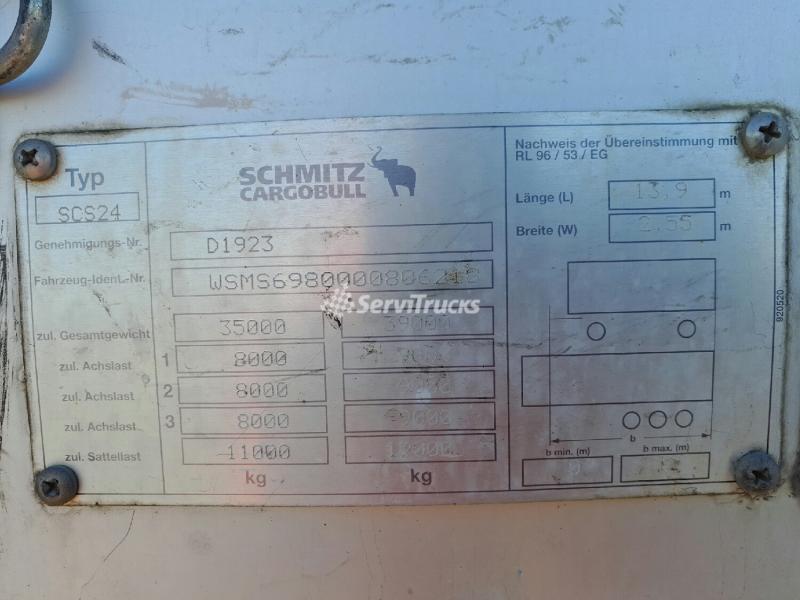 Typ
SCS24
SCHMITZ
CARGOBULL
Nachweis der Übereinstimmung mit
RL 96 / 53 / EG
Länge (L) 13,9 m
Breite (W) 2,55 m
Genehmigungs-Nr. D1923
Fahrzeug-Ident.-Nr.
ServiTrucks
zul. Gesamtgewicht 35000 39000
zul. Achslast 1 8000
zul. Achslast 2 8000
zul. Achslast 3 8000 9000
zul. Sattellast 11000
kg kg
b
b min. (m) b max. (m)
920520